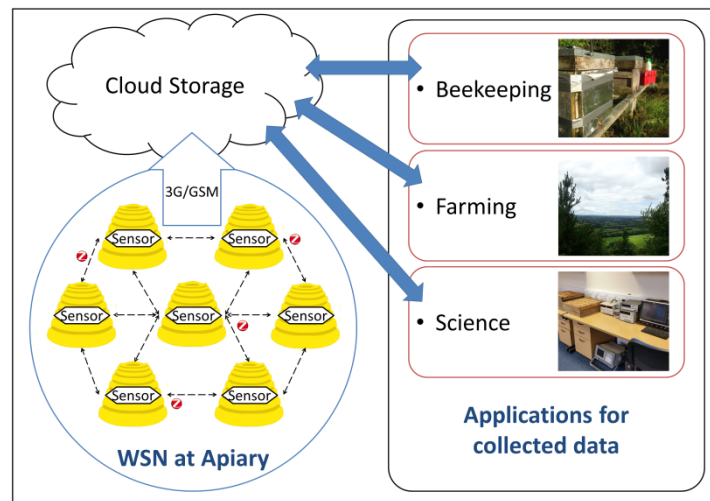 Cloud Storage
3G/GSM
Sensor
Sensor
Sensor
Sensor
Sensor
Sensor
Sensor
WSN at Apiary
• Beekeeping
• Farming
• Science
Applications for
collected data